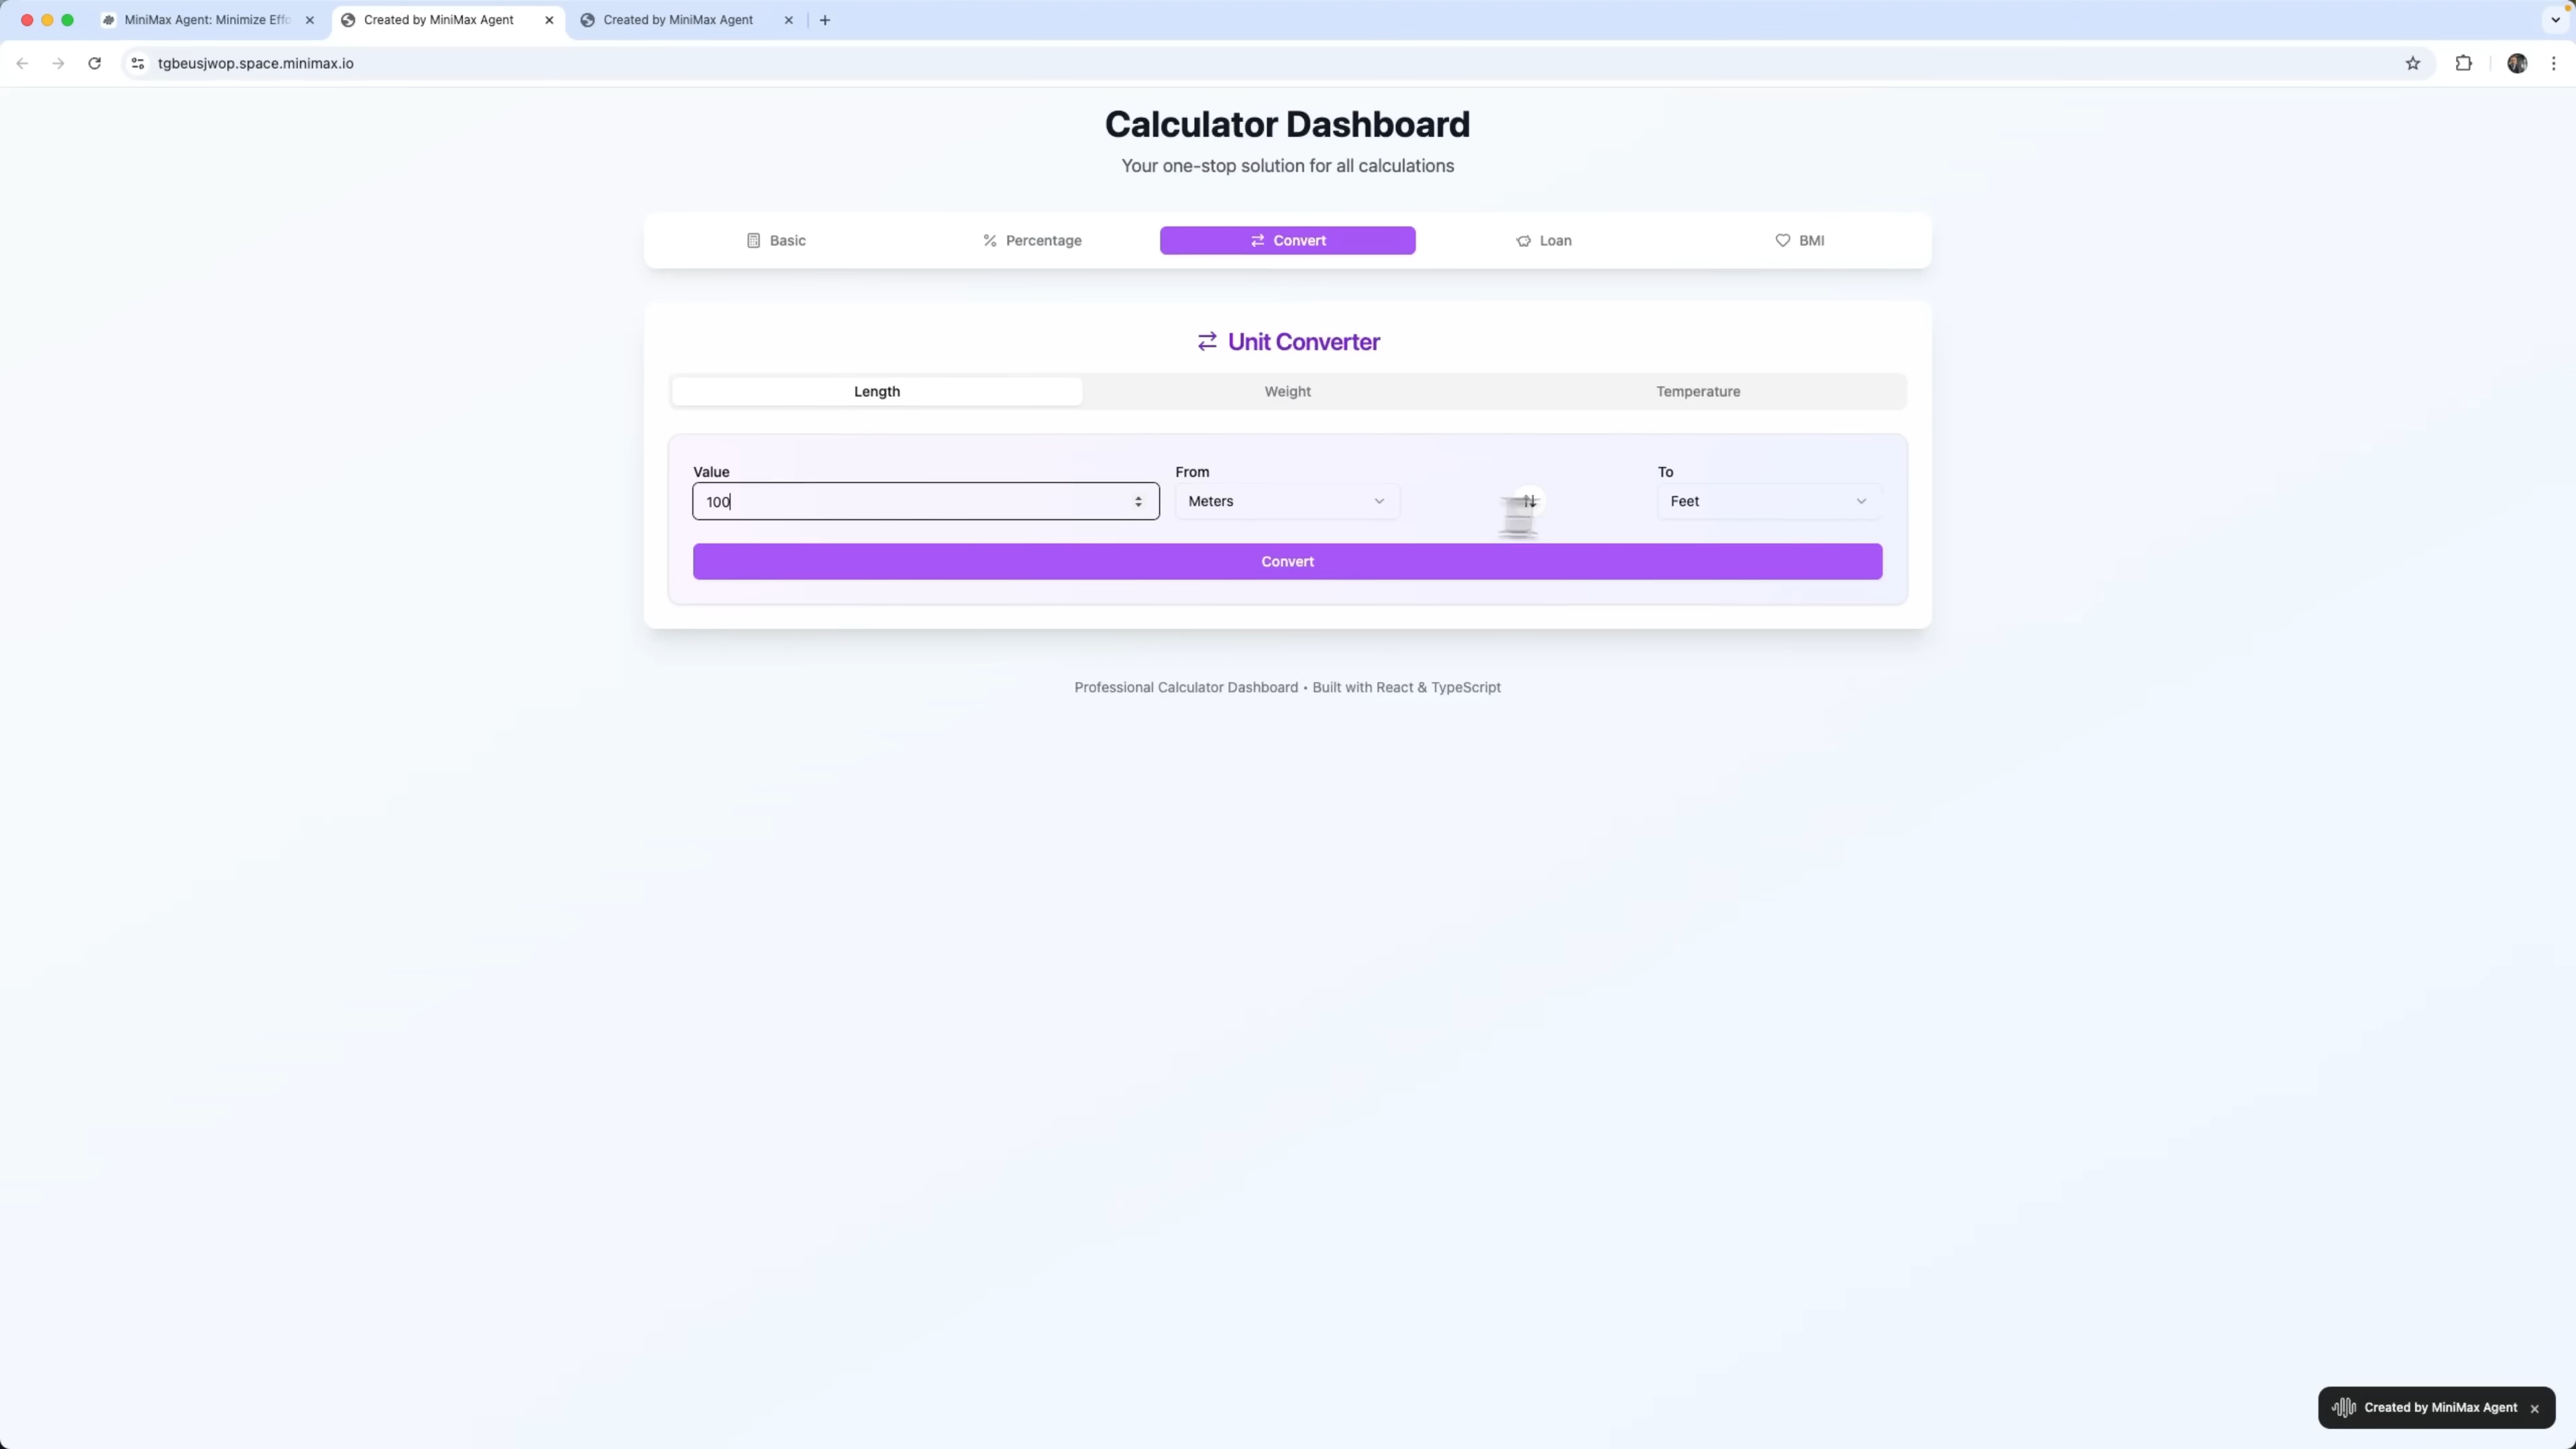 MiniMax Agent: Minimize Effo
Created by MiniMax Agent
Created by MiniMax Agent
tgbeusjwop.space.minimax.io
Calculator Dashboard
Your one-stop solution for all calculations
Basic
Percentage
Convert
Loan
BMI
Unit Converter
Length
Weight
Temperature
Value
From
To
100
Meters
Feet
Convert
Professional Calculator Dashboard • Built with React & TypeScript
Created by MiniMax Agent